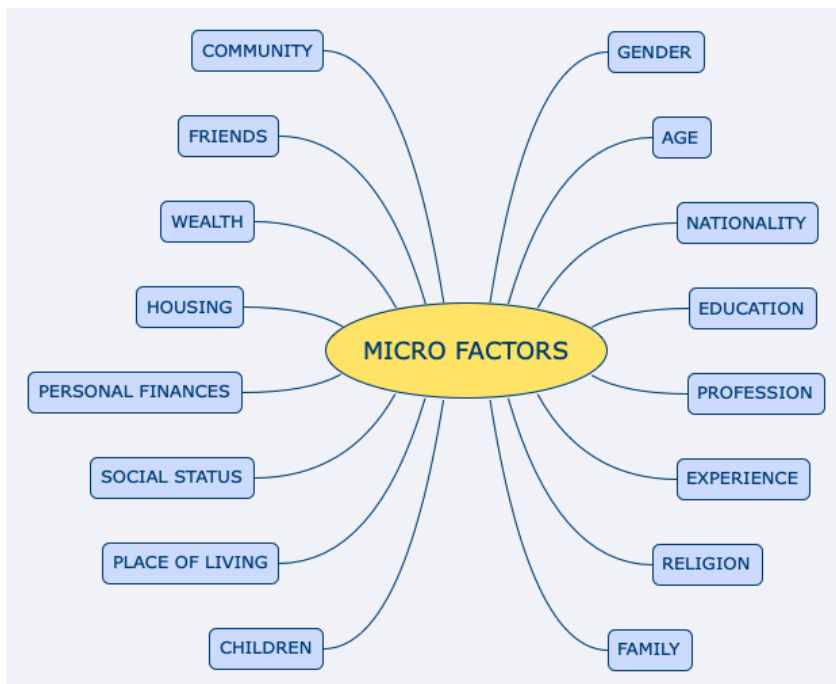 COMMUNITY
GENDER
FRIENDS
AGE
WEALTH
NATIONALITY
HOUSING
EDUCATION
MICRO FACTORS
PERSONAL FINANCES
PROFESSION
SOCIAL STATUS
EXPERIENCE
PLACE OF LIVING
RELIGION
CHILDREN
FAMILY